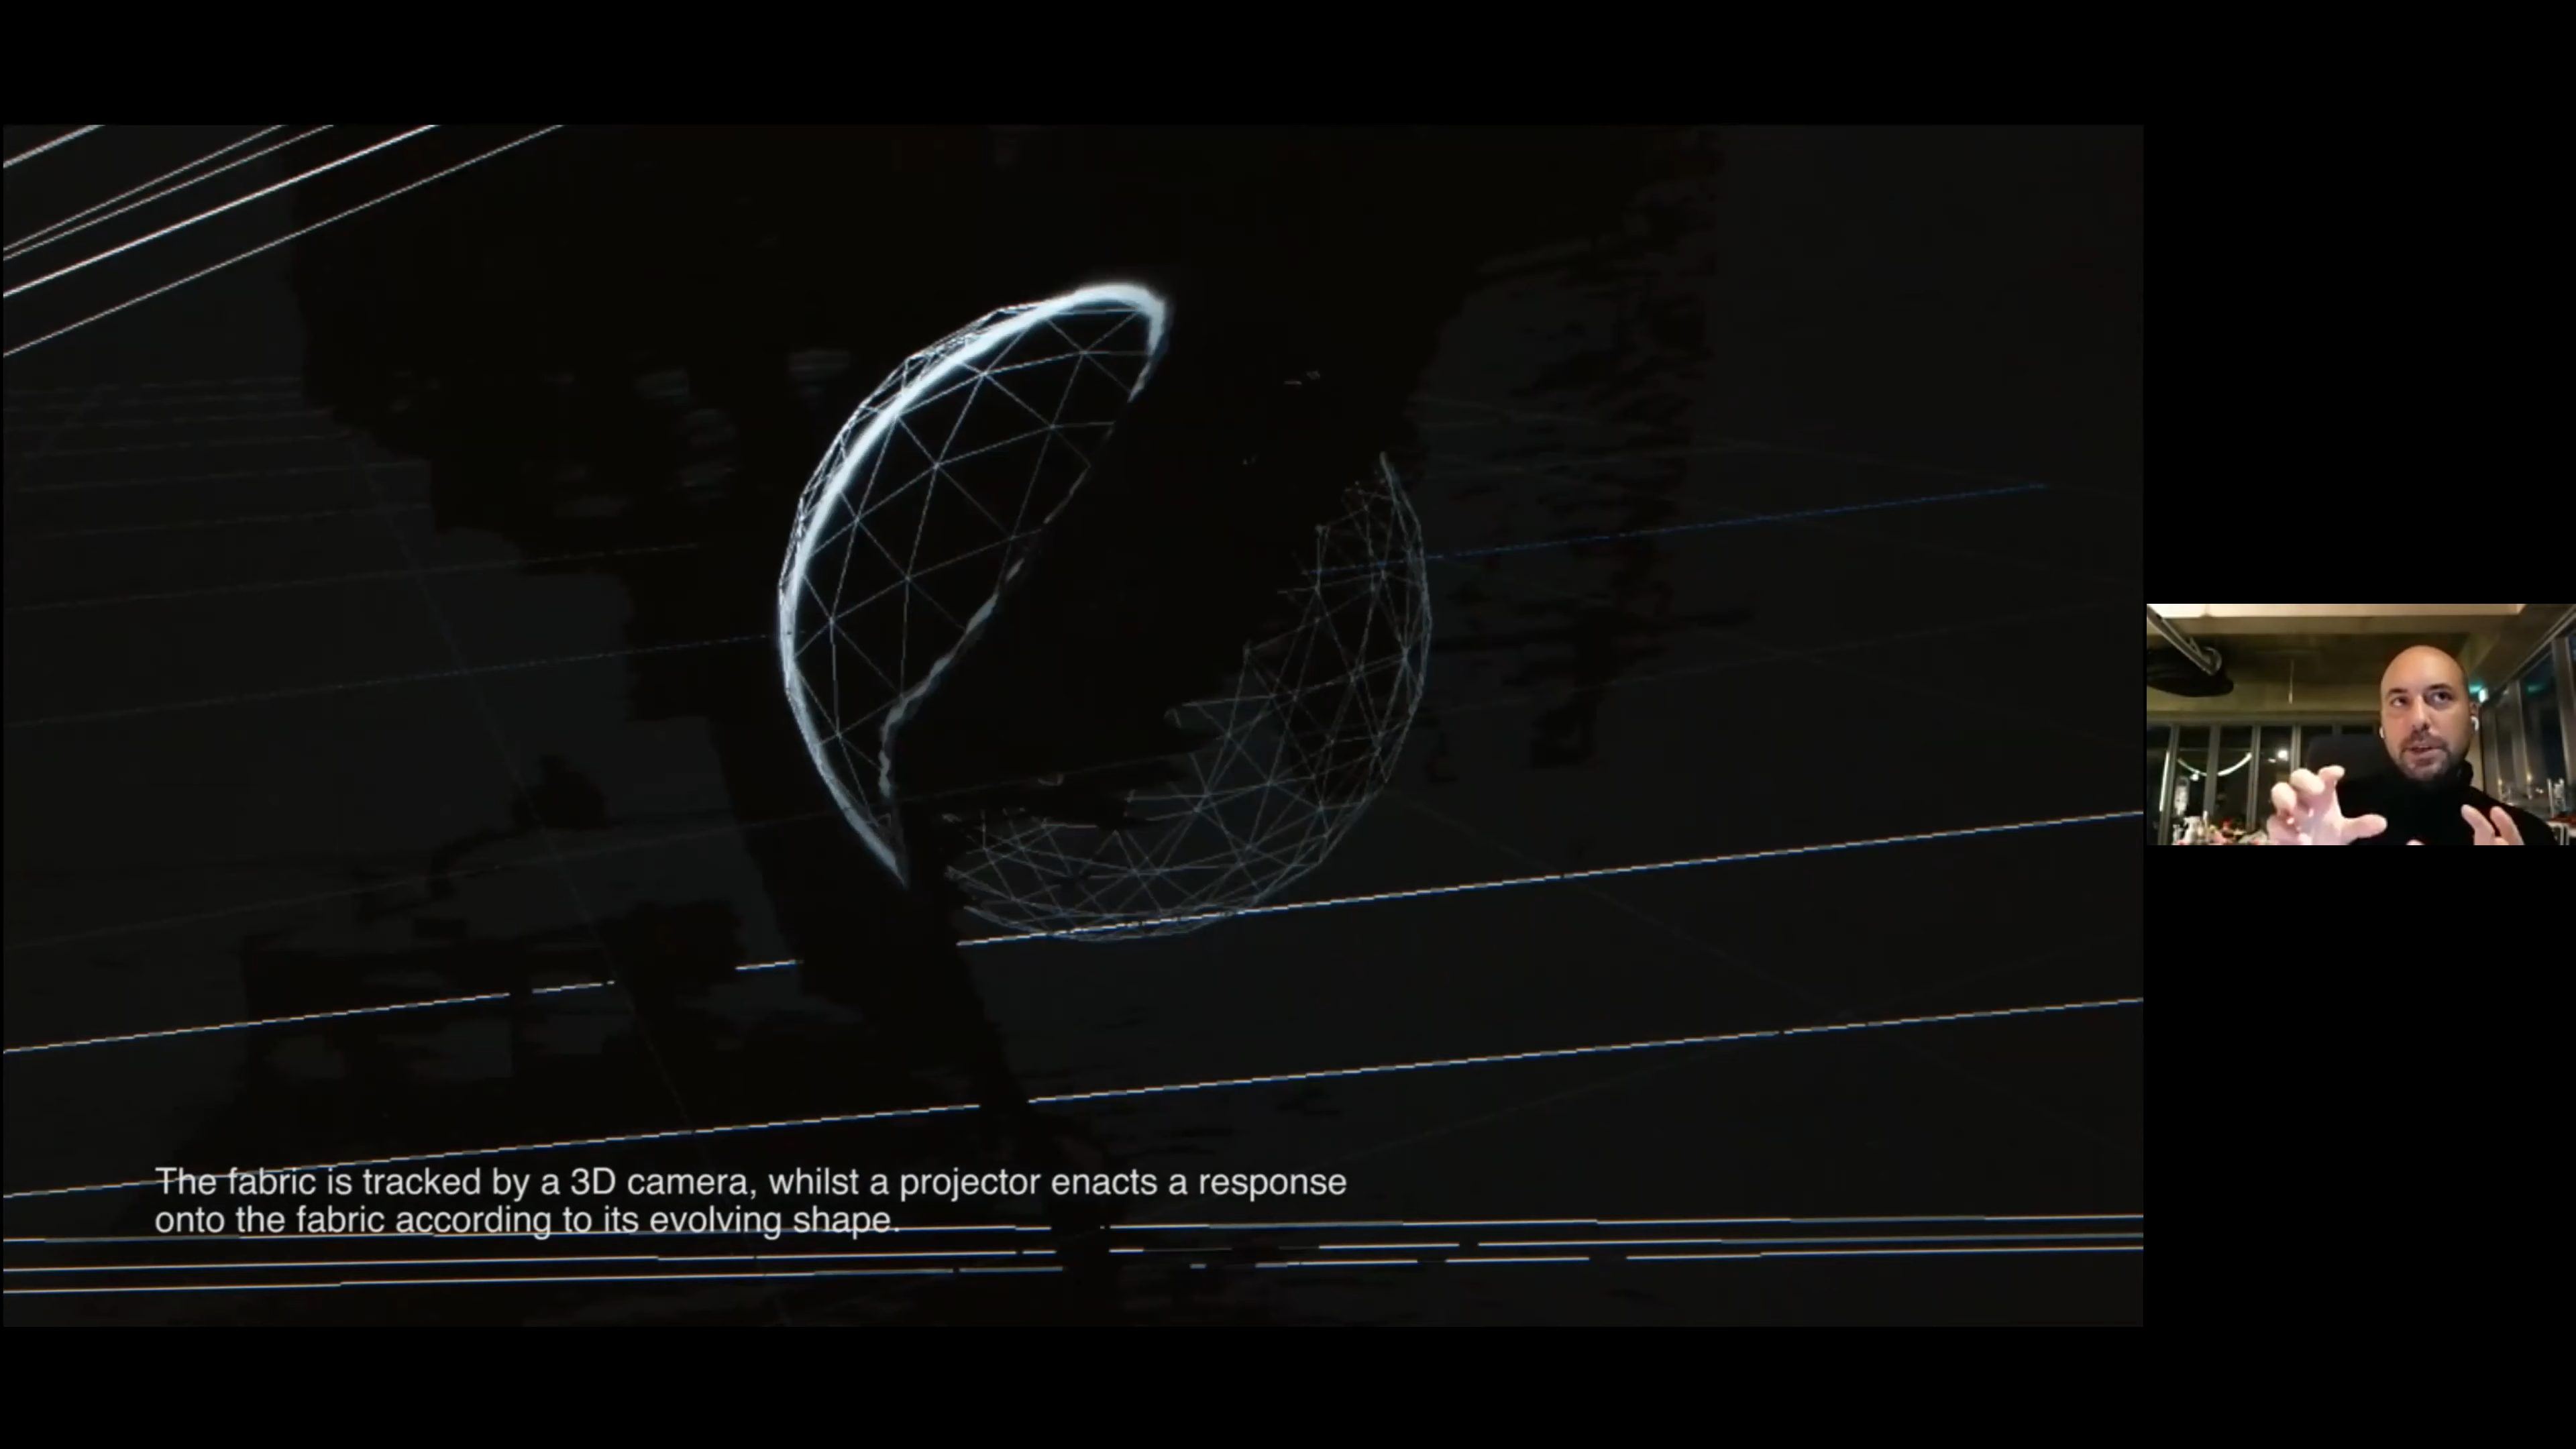 The fabric is tracked by a 3D camera, whilst a projector enacts a response
onto the fabric according to its evolving shape.